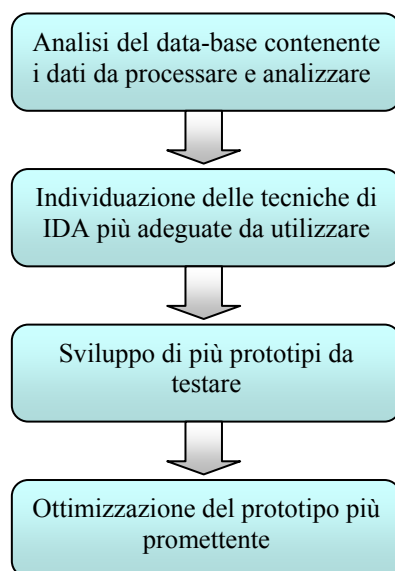 Analisi del data-base contenente
i dati da processare e analizzare
Individuazione delle tecniche di
IDA più adeguate da utilizzare
Sviluppo di più prototipi da
testare
Ottimizzazione del prototipo più
promettente